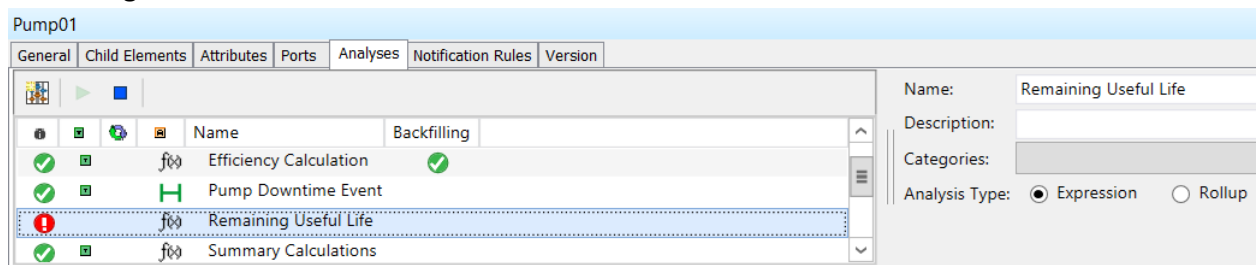 Pump01
General Child Elements Attributes Ports Analyses Notification Rules Version
Name: Remaining Useful Life
Name Backfilling
Description:
f(x) Efficiency Calculation
Categories:
Pump Downtime Event
Analysis Type: Expression Rollup
f(x) Remaining Useful Life
f(x) Summary Calculations